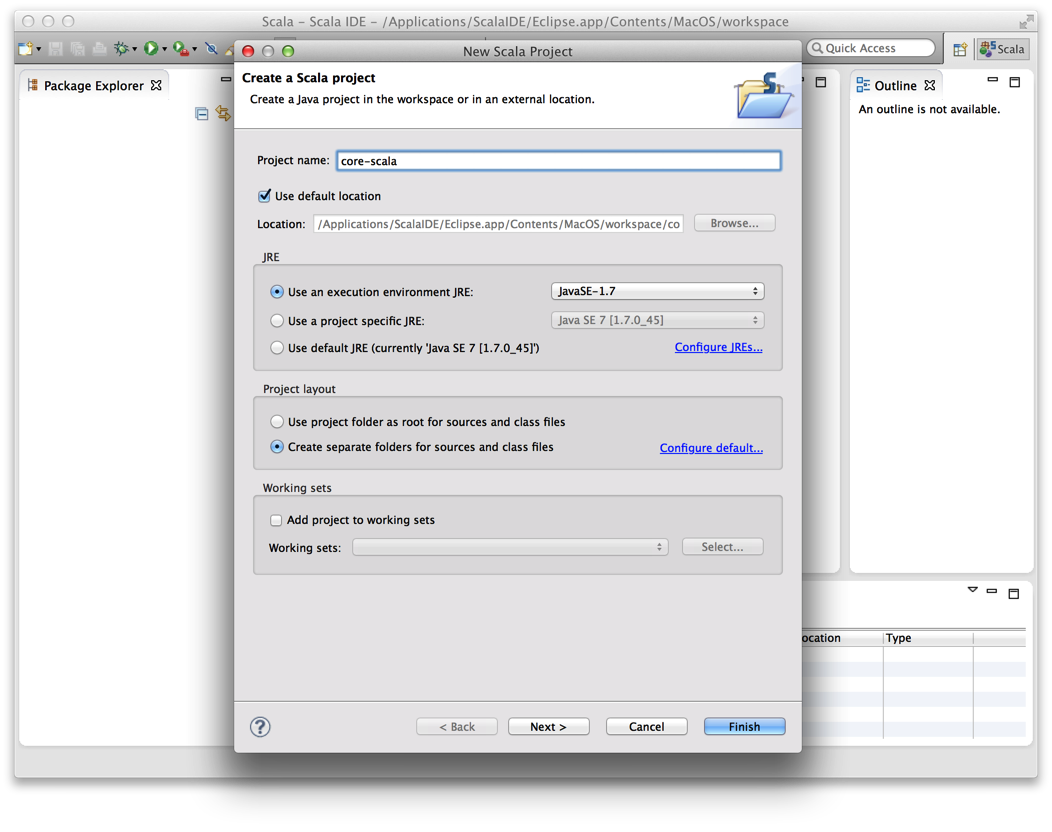 Scala – Scala IDE – /Applications/ScalaIDE/Eclipse.app/Contents/MacOS/workspace
Quick Access
Scala
New Scala Project
Package Explorer
Outline
An outline is not available.
Create a Scala project
Create a Java project in the workspace or in an external location.
Project name: core-scala
Use default location
Location: /Applications/ScalaIDE/Eclipse.app/Contents/MacOS/workspace/co Browse...
JRE
Use an execution environment JRE: JavaSE-1.7
Use a project specific JRE: Java SE 7 [1.7.0_45]
Use default JRE (currently 'Java SE 7 [1.7.0_45]') Configure JREs...
Project layout
Use project folder as root for sources and class files
Create separate folders for sources and class files Configure default...
Working sets
Add project to working sets
Working sets: Select...
ocation Type
? < Back Next > Cancel Finish